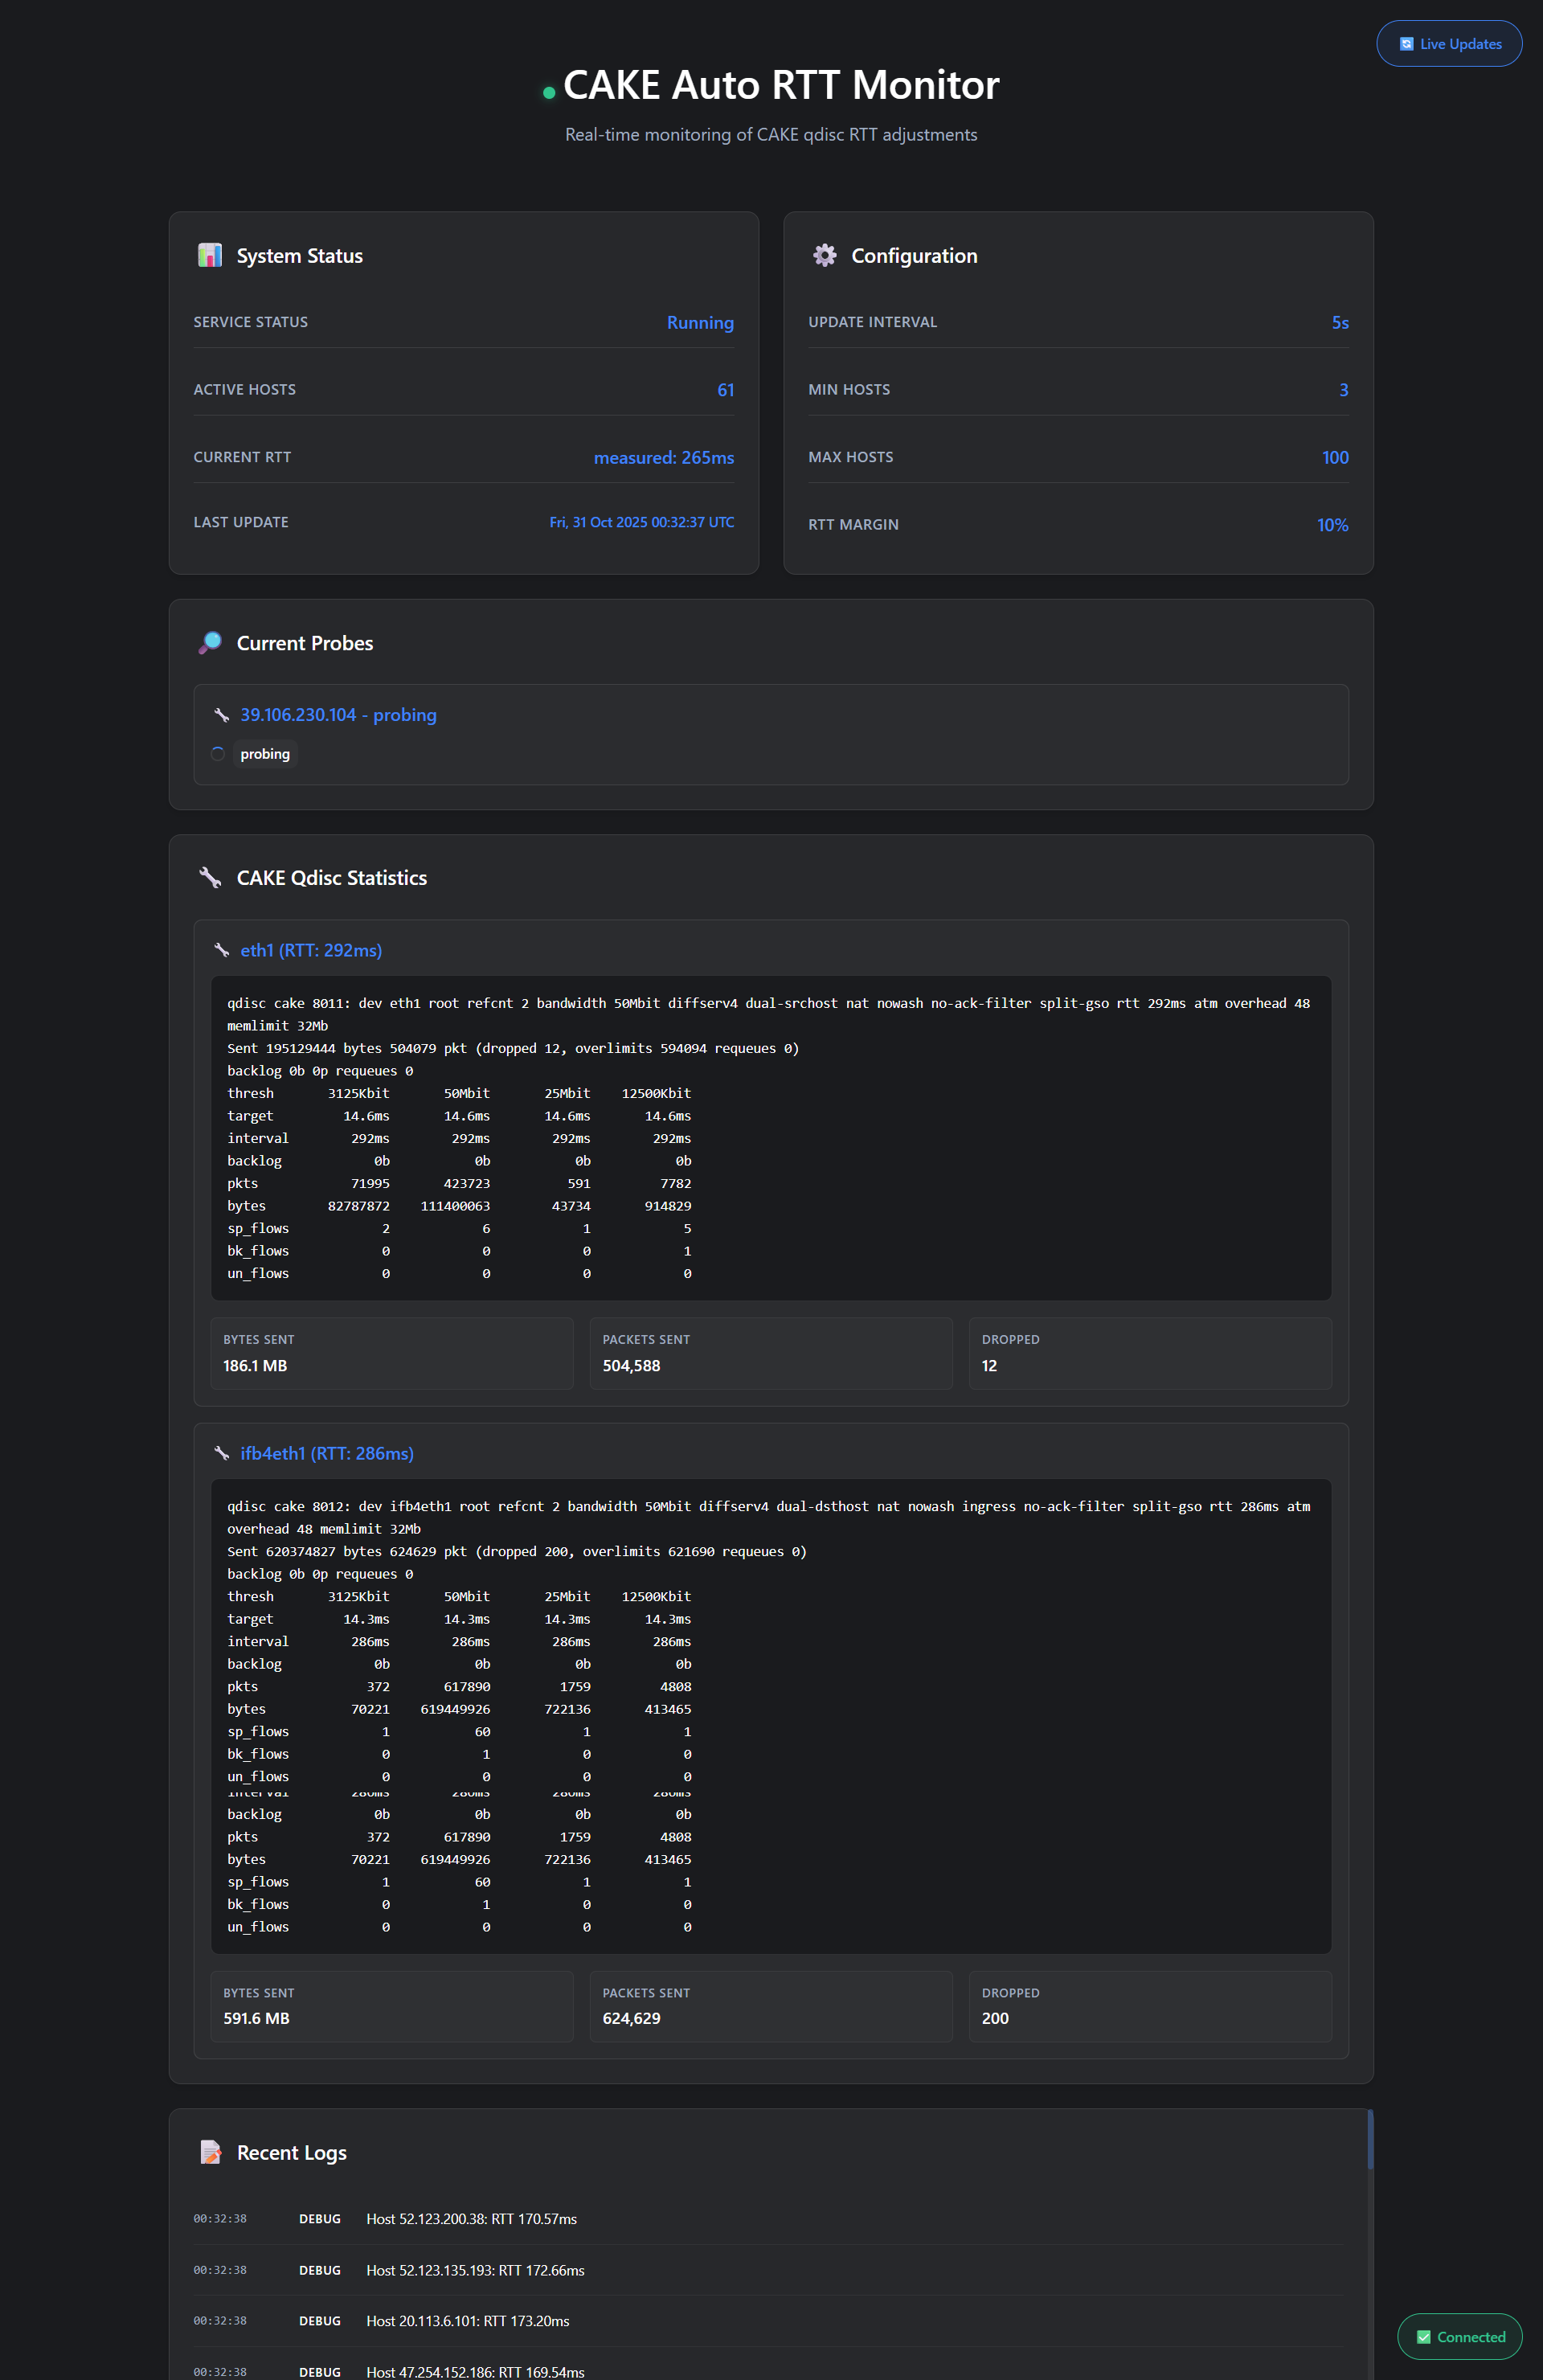 Live Updates
CAKE Auto RTT Monitor
Real-time monitoring of CAKE qdisc RTT adjustments
System Status
SERVICE STATUS Running
ACTIVE HOSTS 61
CURRENT RTT measured: 265ms
LAST UPDATE Fri, 31 Oct 2025 00:32:37 UTC
Configuration
UPDATE INTERVAL 5s
MIN HOSTS 3
MAX HOSTS 100
RTT MARGIN 10%
Current Probes
39.106.230.104 - probing
probing
CAKE Qdisc Statistics
eth1 (RTT: 292ms)
qdisc cake 8011: dev eth1 root refcnt 2 bandwidth 50Mbit diffserv4 dual-srchost nat nowash no-ack-filter split-gso rtt 292ms atm overhead 48
memlimit 32Mb
Sent 195129444 bytes 504079 pkt (dropped 12, overlimits 594094 requeues 0)
backlog 0b 0p requeues 0
thresh 3125Kbit 50Mbit 25Mbit 12500Kbit
target 14.6ms 14.6ms 14.6ms 14.6ms
interval 292ms 292ms 292ms 292ms
backlog 0b 0b 0b 0b
pkts 71995 423723 591 7782
bytes 82787872 111400063 43734 914829
sp_flows 2 6 1 5
bk_flows 0 0 0 1
un_flows 0 0 0 0
BYTES SENT PACKETS SENT DROPPED
186.1 MB 504,588 12
ifb4eth1 (RTT: 286ms)
qdisc cake 8012: dev ifb4eth1 root refcnt 2 bandwidth 50Mbit diffserv4 dual-dsthost nat nowash ingress no-ack-filter split-gso rtt 286ms atm
overhead 48 memlimit 32Mb
Sent 620374827 bytes 624629 pkt (dropped 200, overlimits 621690 requeues 0)
backlog 0b 0p requeues 0
thresh 3125Kbit 50Mbit 25Mbit 12500Kbit
target 14.3ms 14.3ms 14.3ms 14.3ms
interval 286ms 286ms 286ms 286ms
backlog 0b 0b 0b 0b
pkts 372 617890 1759 4808
bytes 70221 619449926 722136 413465
sp_flows 1 60 1 1
bk_flows 0 1 0 0
un_flows 0 0 0 0
interval 286ms 286ms 286ms 286ms
backlog 0b 0b 0b 0b
pkts 372 617890 1759 4808
bytes 70221 619449926 722136 413465
sp_flows 1 60 1 1
bk_flows 0 1 0 0
un_flows 0 0 0 0
BYTES SENT PACKETS SENT DROPPED
591.6 MB 624,629 200
Recent Logs
00:32:38 DEBUG Host 52.123.200.38: RTT 170.57ms
00:32:38 DEBUG Host 52.123.135.193: RTT 172.66ms
00:32:38 DEBUG Host 20.113.6.101: RTT 173.20ms
Connected
00:32:38 DEBUG Host 47.254.152.186: RTT 169.54ms